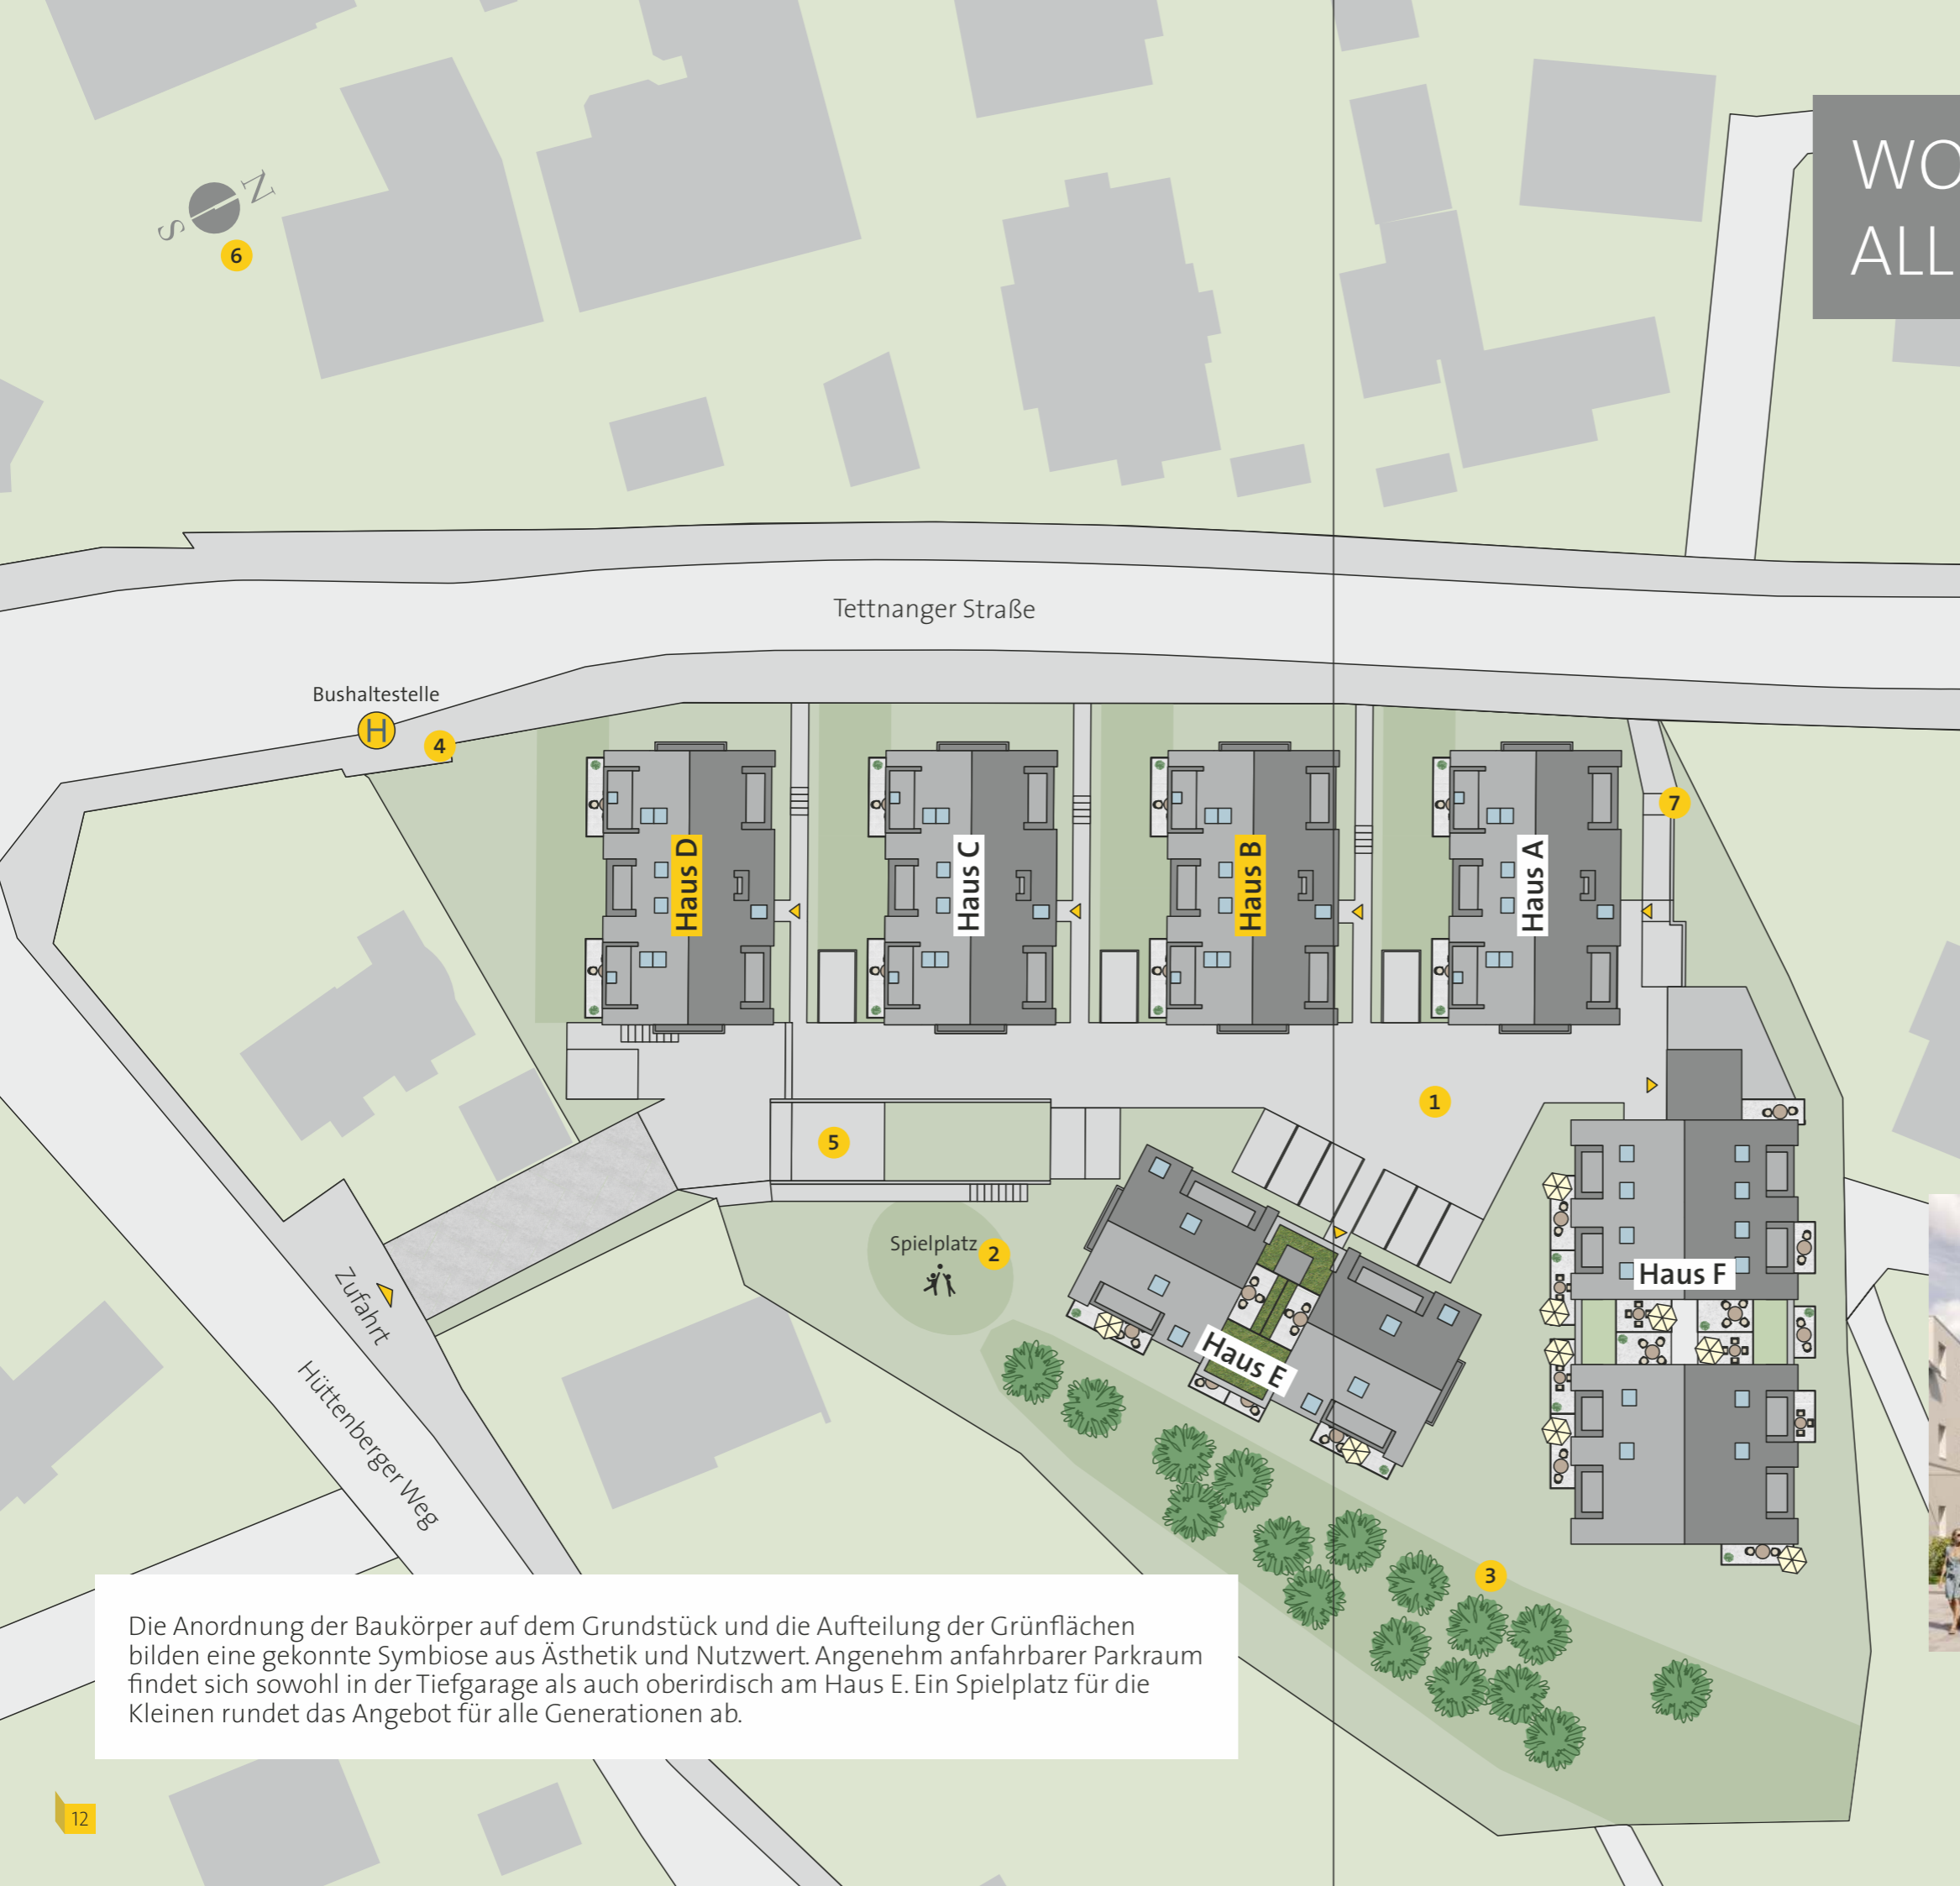 WO
ALL
N
S
6
Tettnanger Straße
Bushaltestelle
H
4
7
Haus D
Haus C
Haus B
Haus A
1
5
Spielplatz
2
Haus E
Haus F
Zufahrt
Hüttenberger Weg
3
Die Anordnung der Baukörper auf dem Grundstück und die Aufteilung der Grünflächen
bilden eine gekonnte Symbiose aus Ästhetik und Nutzwert. Angenehm anfahrbarer Parkraum
findet sich sowohl in der Tiefgarage als auch oberirdisch am Haus E. Ein Spielplatz für die
Kleinen rundet das Angebot für alle Generationen ab.
12